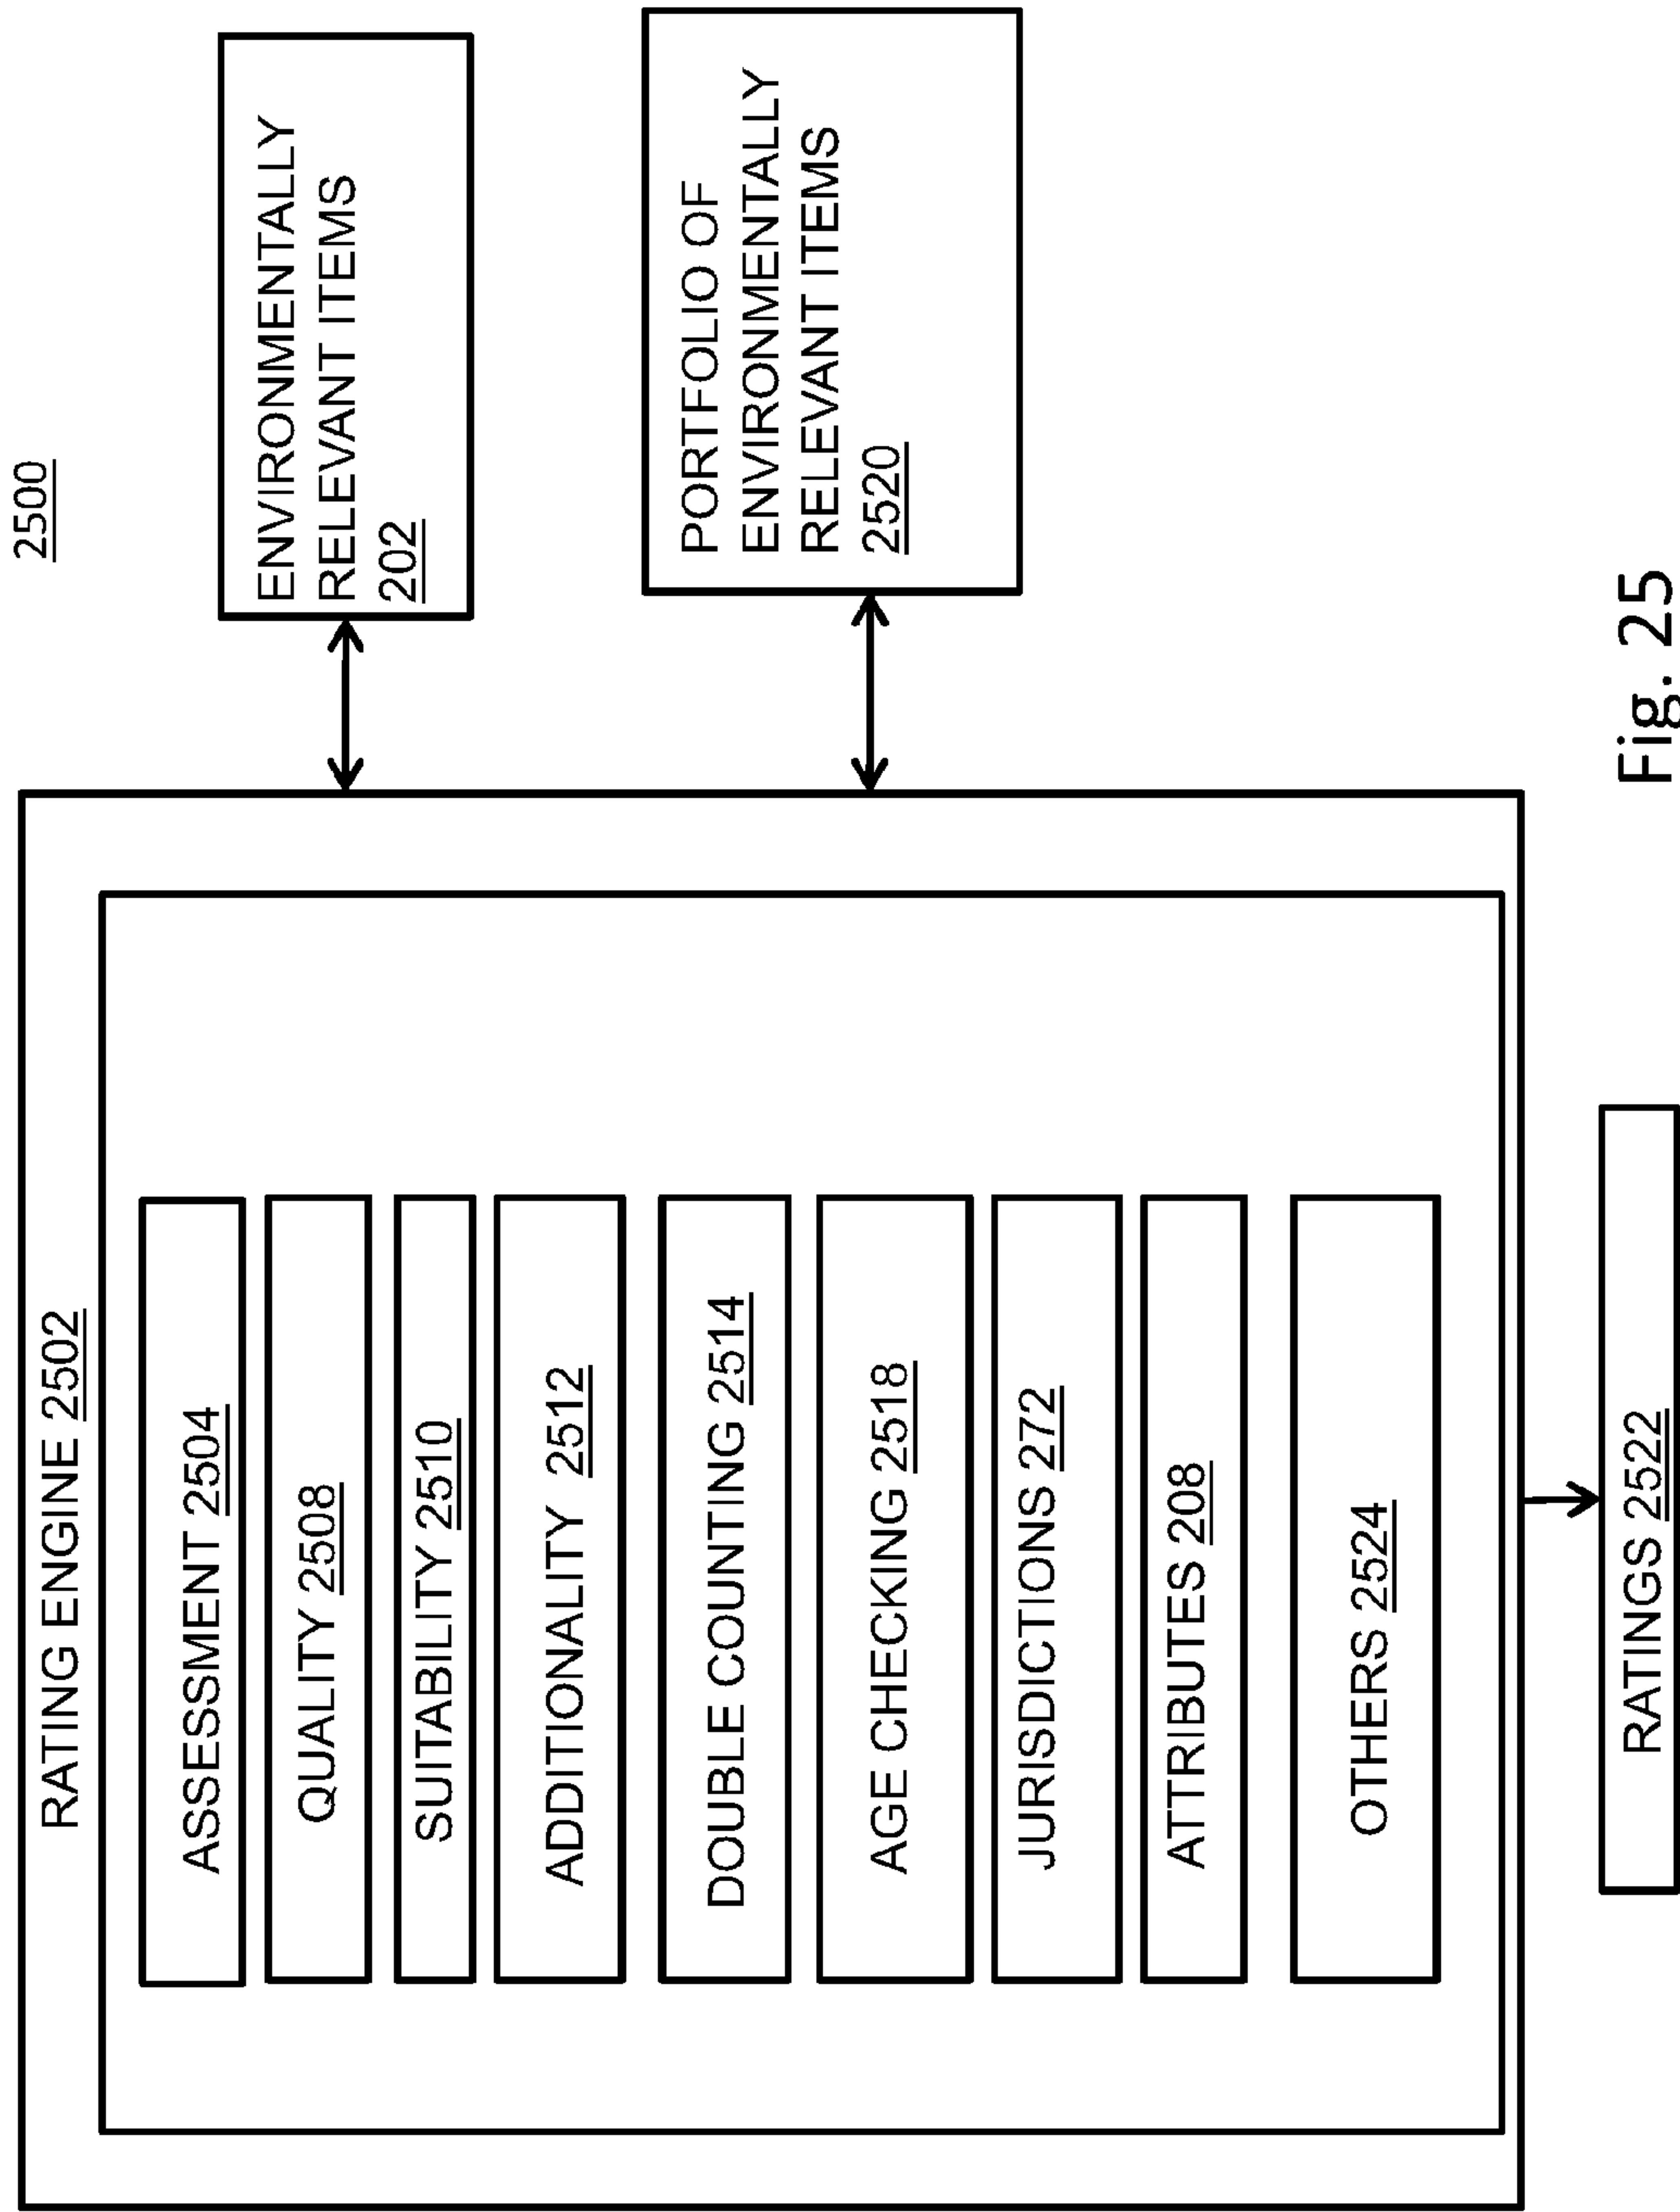 2500
RATING ENGINE 2502
ASSESSMENT 2504
QUALITY 2508
SUITABILITY 2510
ADDITIONALITY 2512
DOUBLE COUNTING 2514
AGE CHECKING 2518
JURISDICTIONS 272
ATTRIBUTES 208
OTHERS 2524
ENVIRONMENTALLY
RELEVANT ITEMS
202
PORTFOLIO OF
ENVIRONMENTALLY
RELEVANT ITEMS
2520
RATINGS 2522
Fig. 25